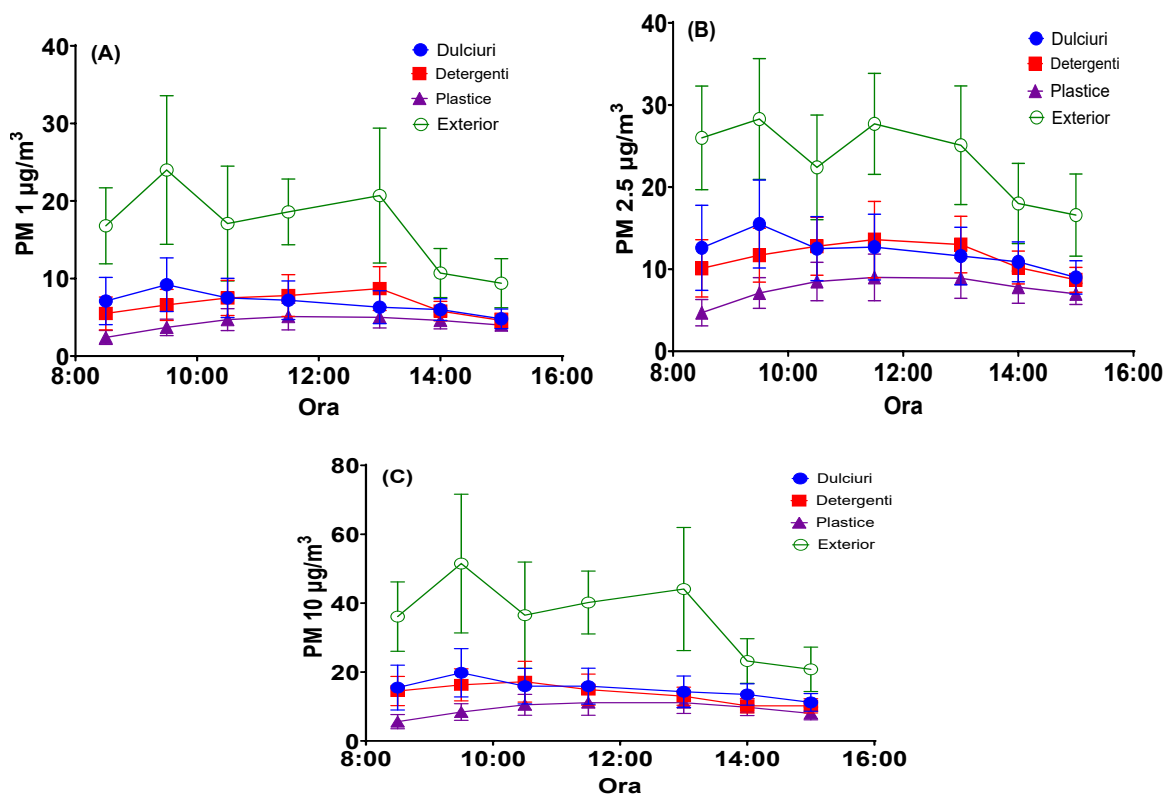 (A)
40
30
20
10
0
PM 1 µg/m³
Dulciuri
Detergenti
Plastice
Exterior
8:00 10:00 12:00 14:00 16:00
Ora
(B)
40
30
20
10
0
PM 2.5 µg/m³
Dulciuri
Detergenti
Plastice
Exterior
8:00 10:00 12:00 14:00 16:00
Ora
(C)
80
60
40
20
0
PM 10 µg/m³
Dulciuri
Detergenti
Plastice
Exterior
8:00 10:00 12:00 14:00 16:00
Ora